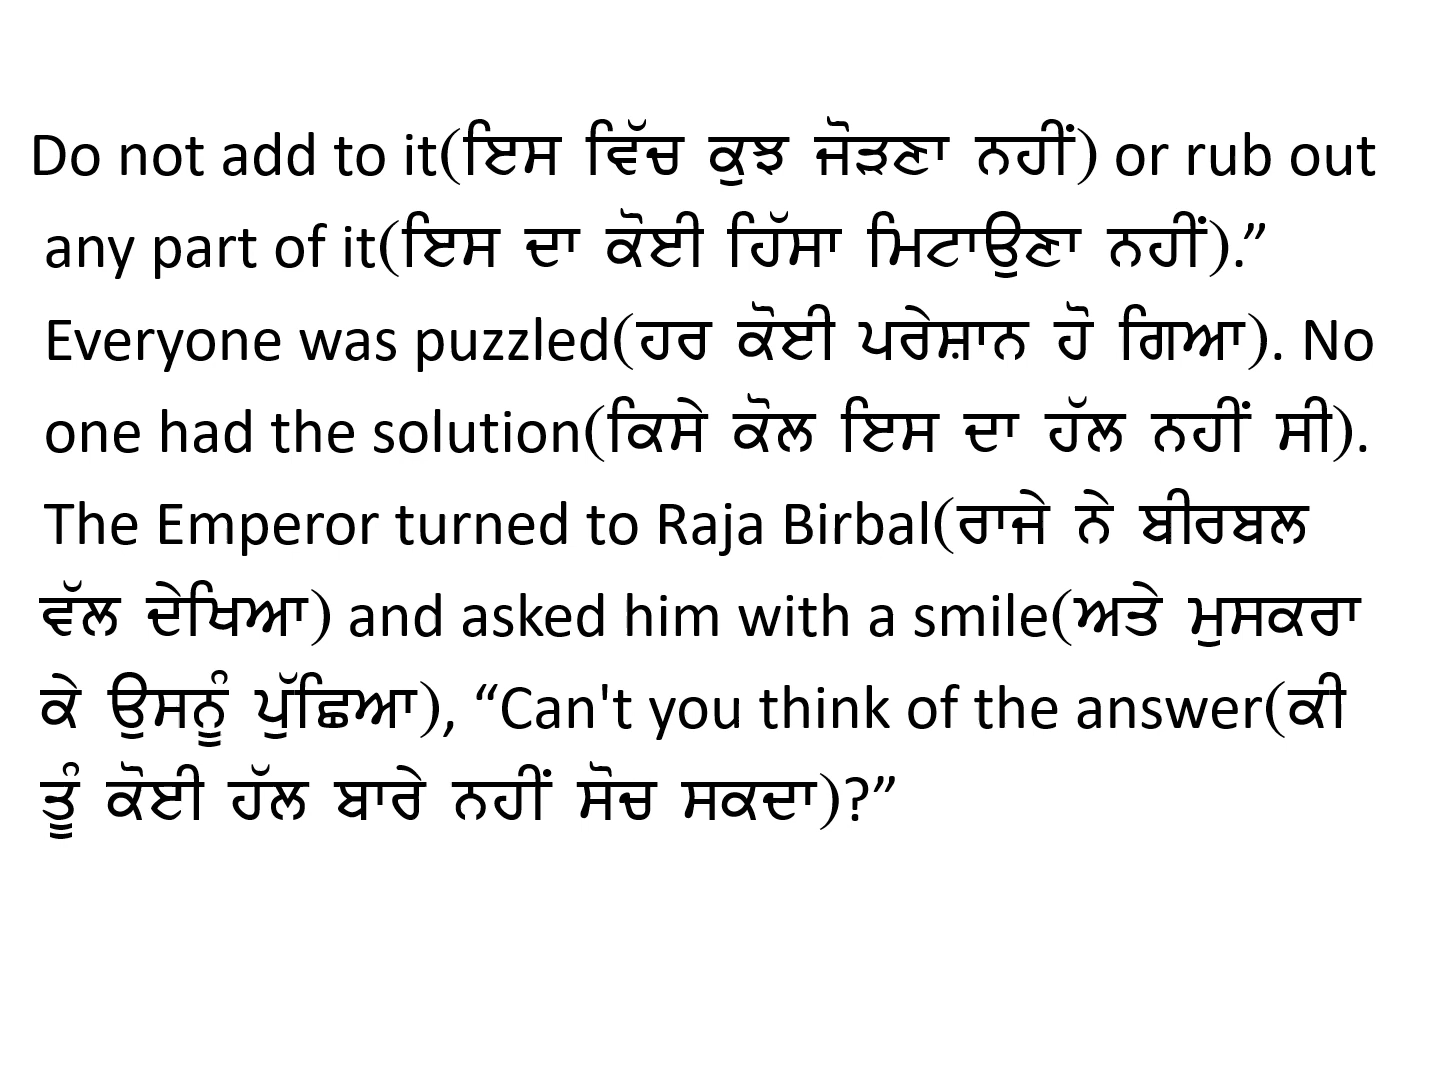 Do not add to it(ਇਸ ਵਿੱਚ ਕੁਝ ਜੋੜਣਾ ਨਹੀਂ) or rub out
any part of it(ਇਸ ਦਾ ਕੋਈ ਹਿੱਸਾ ਮਿਟਾਉਣਾ ਨਹੀਂ).”
Everyone was puzzled(ਹਰ ਕੋਈ ਪਰੇਸ਼ਾਨ ਹੋ ਗਿਆ). No
one had the solution(ਕਿਸੇ ਕੋਲ ਇਸ ਦਾ ਹੱਲ ਨਹੀਂ ਸੀ).
The Emperor turned to Raja Birbal(ਰਾਜੇ ਨੇ ਬੀਰਬਲ
ਵੱਲ ਦੇਖਿਆ) and asked him with a smile(ਅਤੇ ਮੁਸਕਰਾ
ਕੇ ਉਸਨੂੰ ਪੁੱਛਿਆ), “Can't you think of the answer(ਕੀ
ਤੂੰ ਕੋਈ ਹੱਲ ਬਾਰੇ ਨਹੀਂ ਸੋਚ ਸਕਦਾ)?”